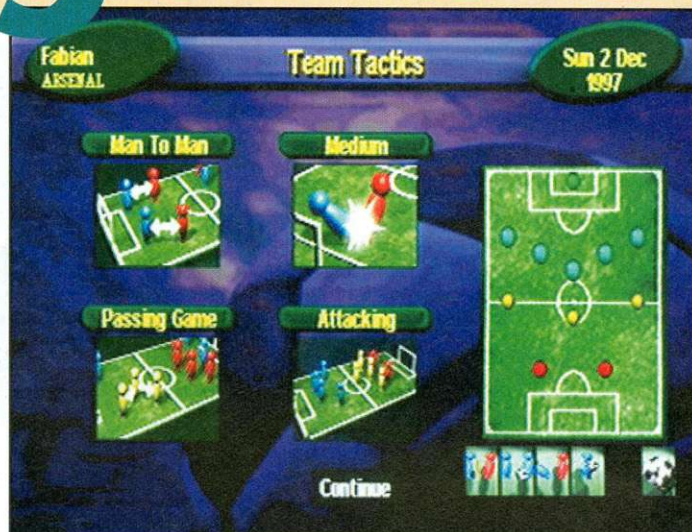 Fabian
ARSENAL
Team Tactics
Sun 2 Dec
1997
Man To Man
Medium
Passing Game
Attacking
Continue